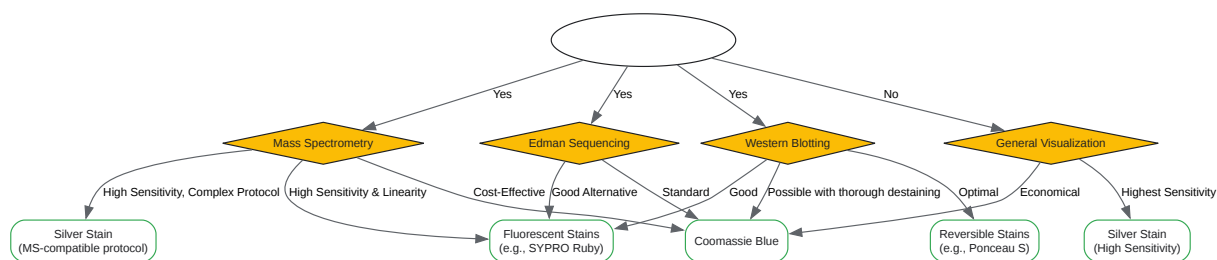 Yes
Yes
Yes
No
Mass Spectrometry
Edman Sequencing
Western Blotting
General Visualization
High Sensitivity, Complex Protocol
High Sensitivity & Linearity
Cost-Effective
Good Alternative
Standard
Good
Possible with thorough destaining
Optimal
Economical
Highest Sensitivity
Silver Stain
(MS-compatible protocol)
Fluorescent Stains
(e.g., SYPRO Ruby)
Coomassie Blue
Reversible Stains
(e.g., Ponceau S)
Silver Stain
(High Sensitivity)